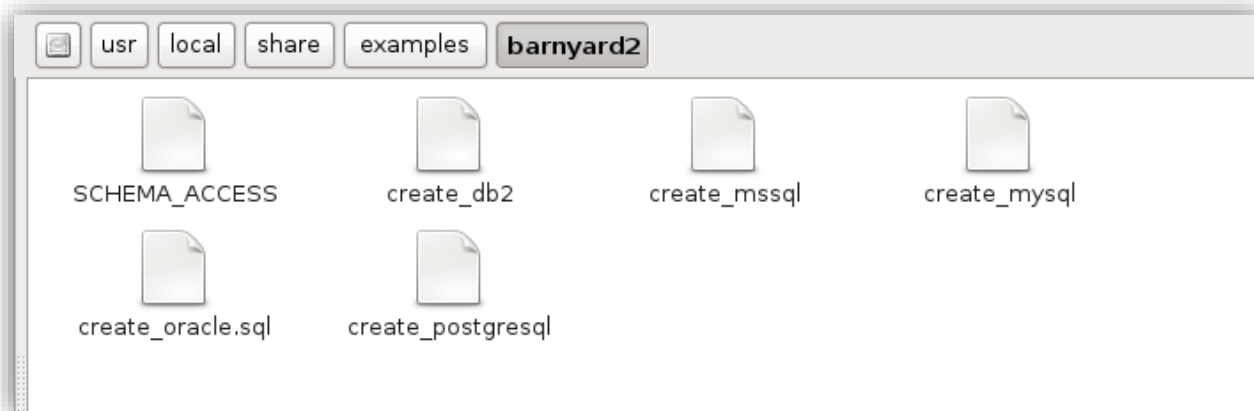 usr local share examples barnyard2
SCHEMA_ACCESS create_db2 create_mssql create_mysql
create_oracle.sql create_postgresql